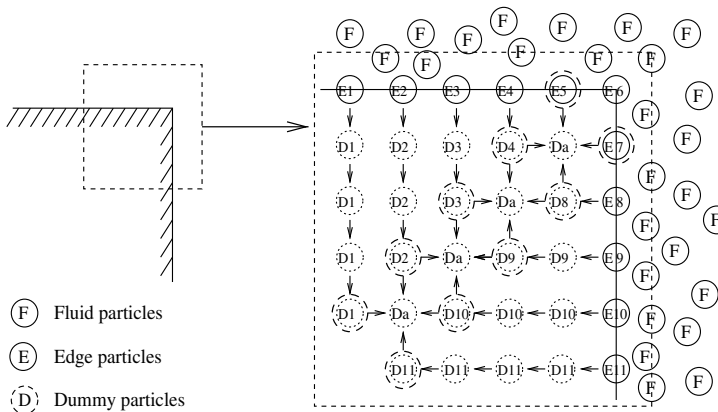 F F F
F F F
F F F F F
E1 E2 E3 E4 E5 E6 F
F
D1 D2 D3 D4 Da E7 F
F
D1 D2 D3 Da D8 E8 F
F F
D1 D2 Da D9 D9 E9 F
F
F
D1 Da D10 D10 D10 E10 F
F
F
D11 D11 D11 D11 E11 F
F
F Fluid particles
E Edge particles
D Dummy particles